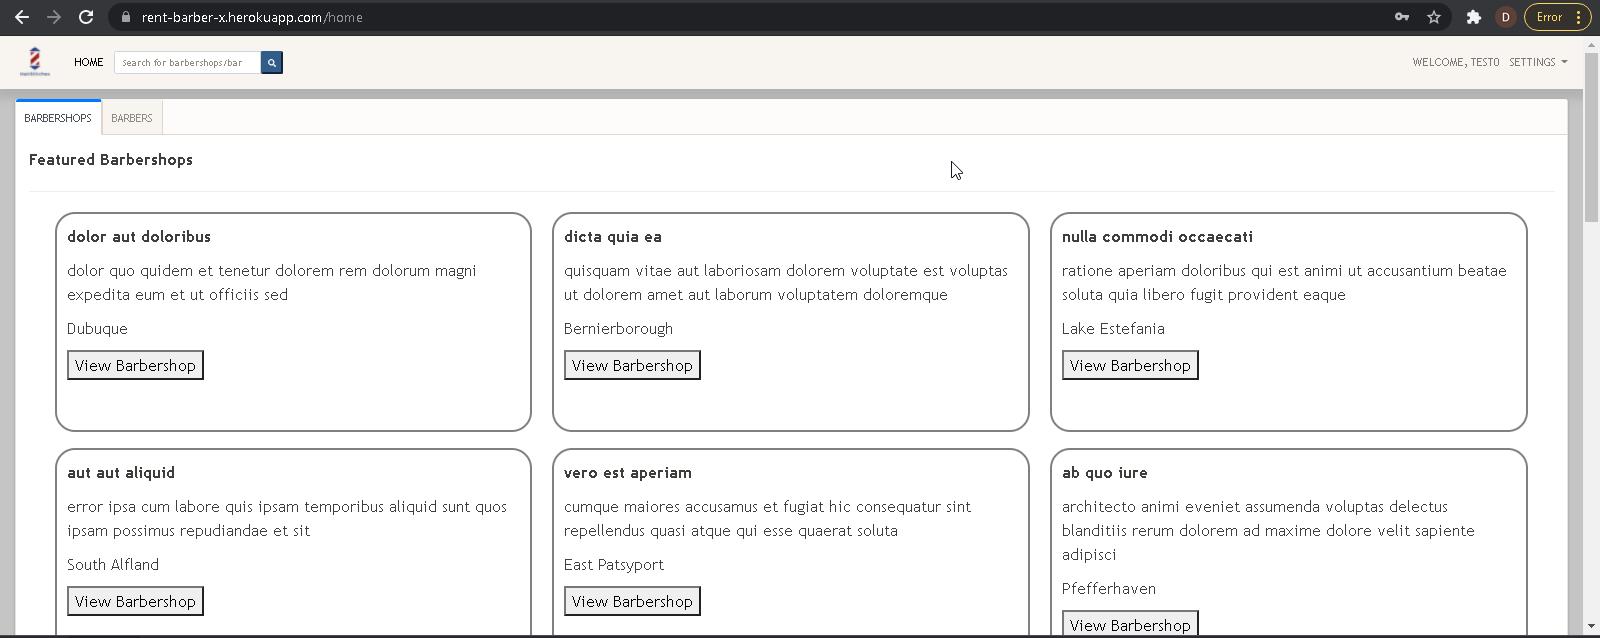 rent-barber-x.herokuapp.com/home
D
Error
HOME
Search for barbershops/bar
WELCOME, TEST0 SETTINGS
BARBERSHOPS BARBERS
Featured Barbershops
dolor aut doloribus
dolor quo quidem et tenetur dolorem rem dolorum magni
expedita eum et ut officiis sed
Dubuque
View Barbershop
dicta quia ea
quisquam vitae aut laboriosam dolorem voluptate est voluptas
ut dolorem amet aut laborum voluptatem doloremque
Bernierborough
View Barbershop
nulla commodi occaecati
ratione aperiam doloribus qui est animi ut accusantium beatae
soluta quia libero fugit provident eaque
Lake Estefania
View Barbershop
aut aut aliquid
error ipsa cum labore quis ipsam temporibus aliquid sunt quos
ipsam possimus repudiandae et sit
South Alfland
View Barbershop
vero est aperiam
cumque maiores accusamus et fugiat hic consequatur sint
repellendus quasi atque qui esse quaerat soluta
East Patsyport
View Barbershop
ab quo iure
architecto animi eveniet assumenda voluptas delectus
blanditiis rerum dolorem ad maxime dolore velit sapiente
adipisci
Pfefferhaven
View Barbershop